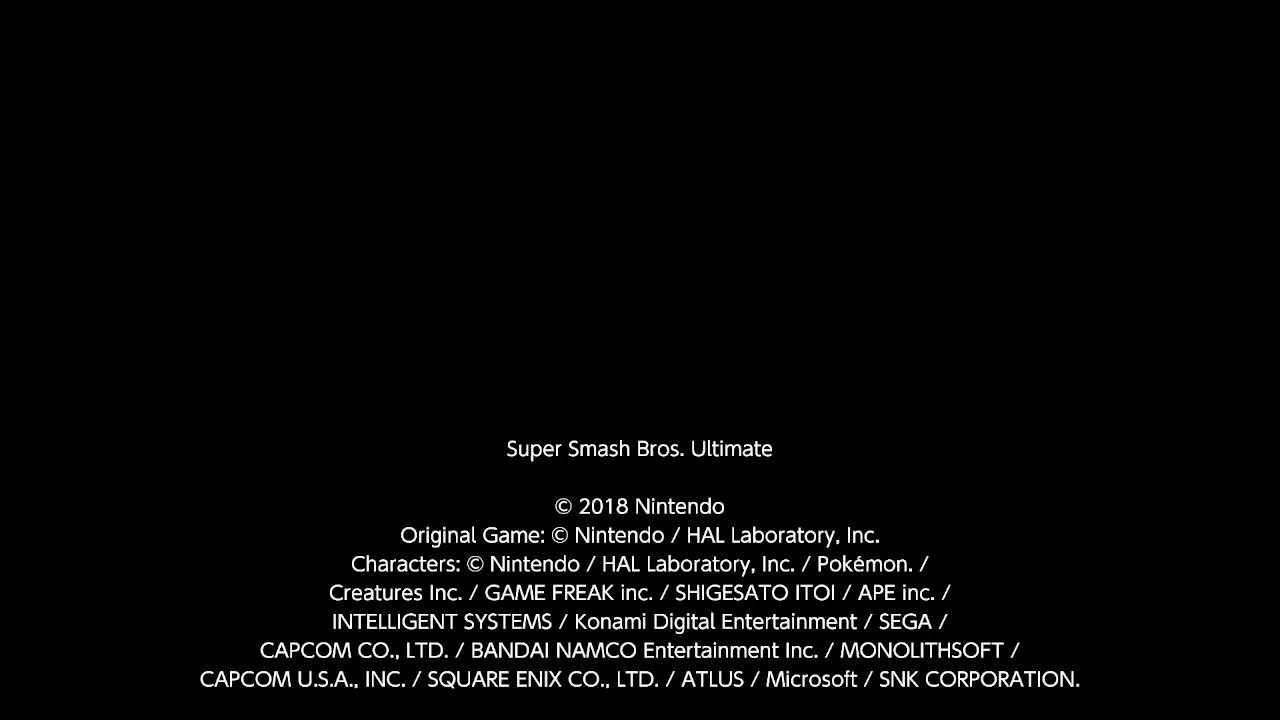 Super Smash Bros. Ultimate
© 2018 Nintendo
Original Game: © Nintendo / HAL Laboratory, Inc.
Characters: © Nintendo / HAL Laboratory, Inc. / Pokémon. /
Creatures Inc. / GAME FREAK inc. / SHIGESATO ITOI / APE inc. /
INTELLIGENT SYSTEMS / Konami Digital Entertainment / SEGA /
CAPCOM CO., LTD. / BANDAI NAMCO Entertainment Inc. / MONOLITHSOFT /
CAPCOM U.S.A., INC. / SQUARE ENIX CO., LTD. / ATLUS / Microsoft / SNK CORPORATION.